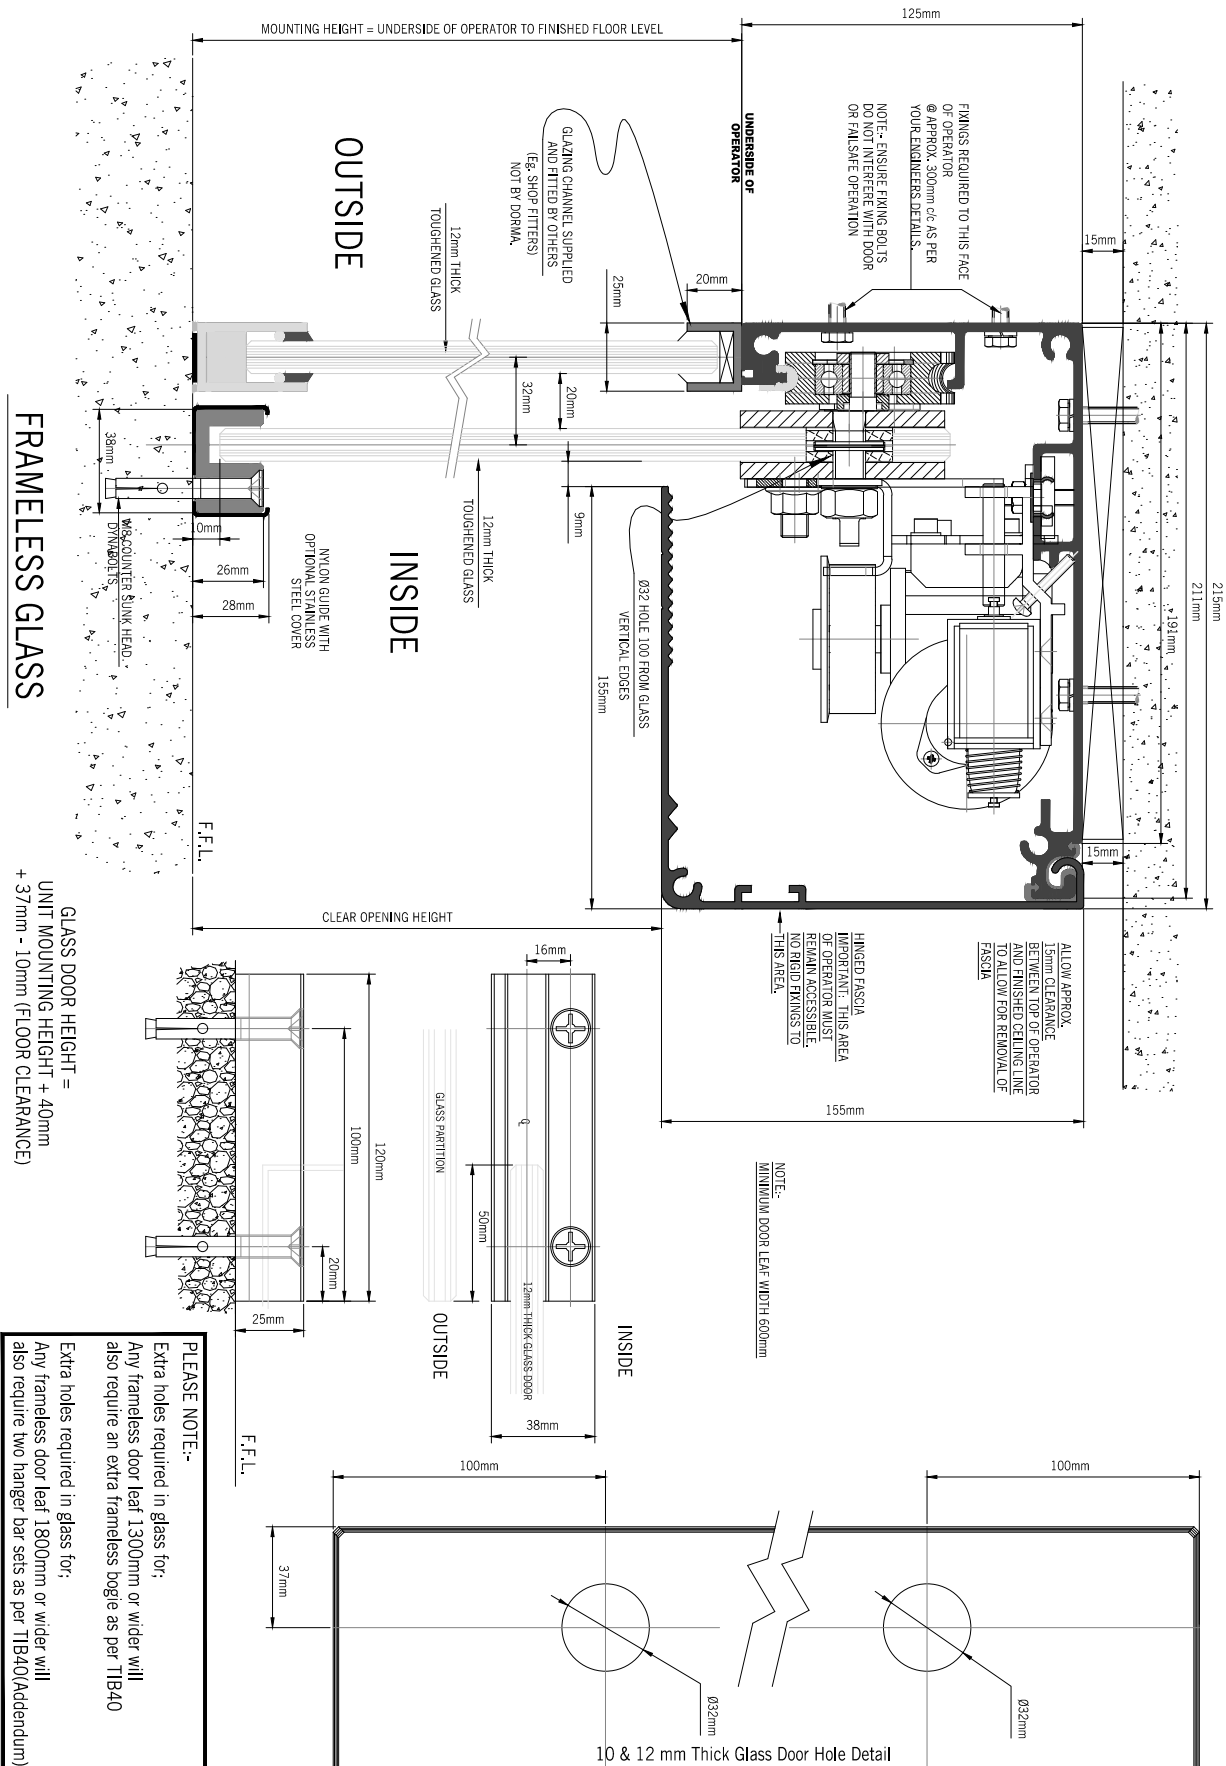 125mm
MOUNTING HEIGHT = UNDERSIDE OF OPERATOR TO FINISHED FLOOR LEVEL
FIXINGS REQUIRED TO THIS FACE
OF OPERATOR
@ APPROX. 300mm c/c AS PER
YOUR ENGINEERS DETAILS.
NOTE:- ENSURE FIXING BOLTS
DO NOT INTERFERE WITH DOOR
OR FAILSAFE OPERATION
UNDERSIDE OF
OPERATOR
GLAZING CHANNEL SUPPLIED
AND FITTED BY OTHERS
(Eg. SHOP FITTERS)
NOT BY DORMA.
OUTSIDE
12mm THICK
TOUGHENED GLASS
15mm
20mm
25mm
32mm
20mm
9mm
215mm
211mm
191mm
38mm
10mm
26mm
28mm
M8 COUNTER SUNK HEAD.
DYNABOLTS
NYLON GUIDE WITH
OPTIONAL STAINLESS
STEEL COVER
INSIDE
12mm THICK
TOUGHENED GLASS
Ø32 HOLE 100 FROM GLASS
VERTICAL EDGES
155mm
15mm
F.F.L.
CLEAR OPENING HEIGHT
FRAMELESS GLASS
GLASS DOOR HEIGHT =
UNIT MOUNTING HEIGHT + 40mm
+ 37mm - 10mm (FLOOR CLEARANCE)
ALLOW APPROX.
15mm CLEARANCE
BETWEEN TOP OF OPERATOR
AND FINISHED CEILING LINE
TO ALLOW FOR REMOVAL OF
FASCIA
HINGED FASCIA
IMPORTANT: THIS AREA
OF OPERATOR MUST
REMAIN ACCESSIBLE.
NO RIGID FIXINGS TO
THIS AREA.
155mm
NOTE:-
MINIMUM DOOR LEAF WIDTH 600mm
16mm
GLASS PARTITION
50mm
12mm THICK GLASS DOOR
INSIDE
OUTSIDE
38mm
120mm
100mm
20mm
25mm
F.F.L.
PLEASE NOTE:-
Extra holes required in glass for;
Any frameless door leaf 1300mm or wider will
also require an extra frameless bogie as per TIB40
Extra holes required in glass for;
Any frameless door leaf 1800mm or wider will
also require two hanger bar sets as per TIB40(Addendum)
100mm
100mm
37mm
Ø32mm
Ø32mm
10 & 12 mm Thick Glass Door Hole Detail